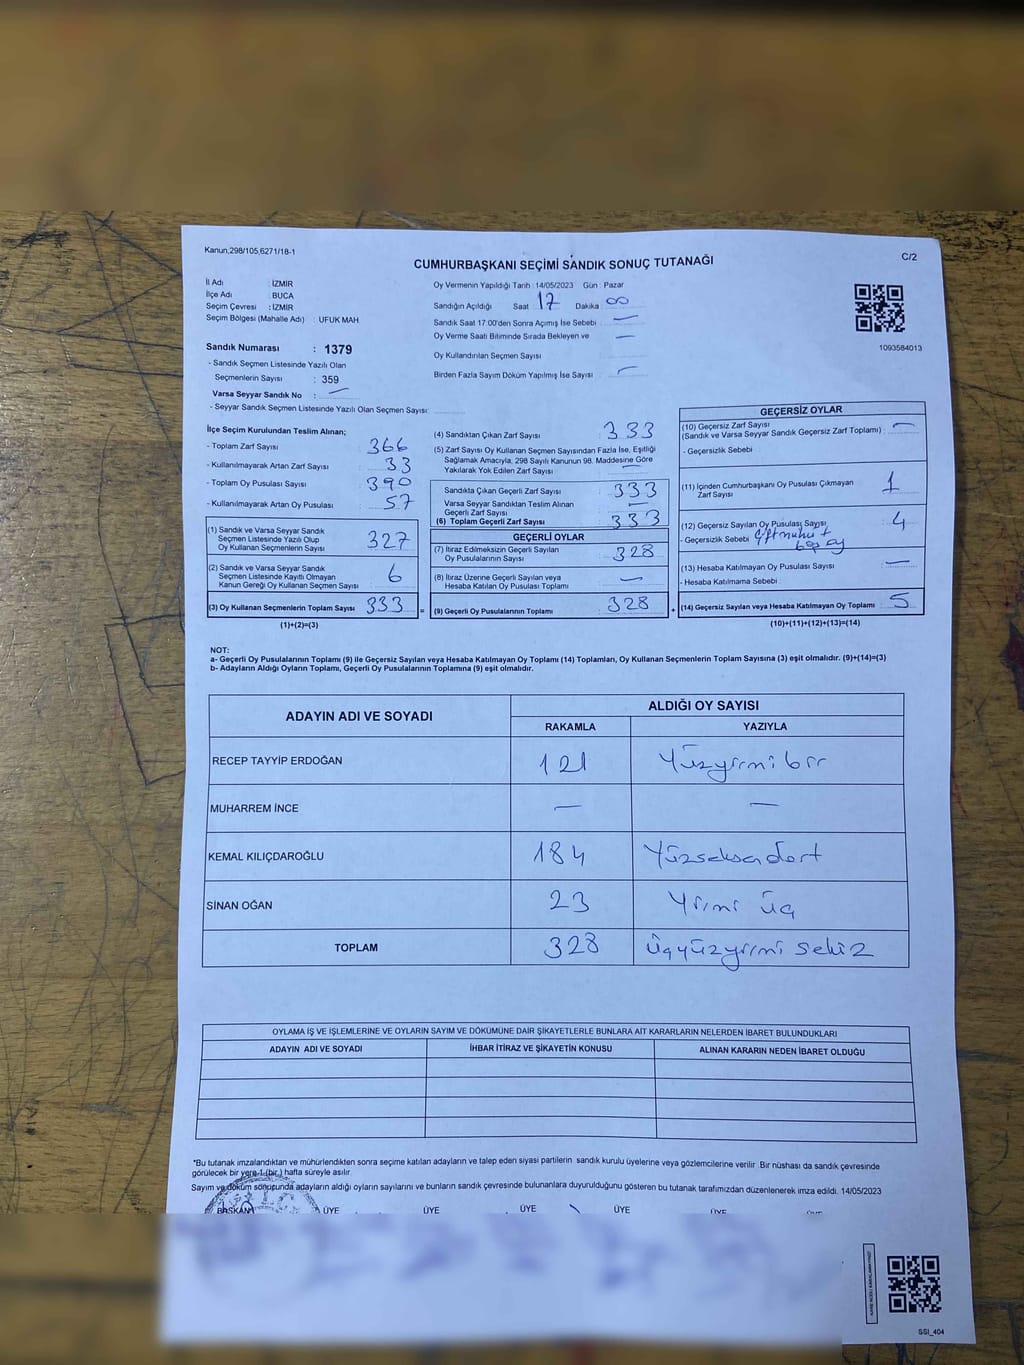 Kanun,298/105,6271/18-1
C/2
CUMHURBAŞKANI SEÇİMİ SANDIK SONUÇ TUTANAĞI
İl Adı : İZMİR
İlçe Adı : BUCA
Seçim Çevresi : İZMİR
Seçim Bölgesi (Mahalle Adı) : UFUK MAH
Sandık Numarası : 1379
- Sandık Seçmen Listesinde Yazılı Olan
Seçmenlerin Sayısı : 359
Varsa Seyyar Sandık No : —
- Seyyar Sandık Seçmen Listesinde Yazılı Olan Seçmen Sayısı:
Oy Vermenin Yapıldığı Tarih : 14/05/2023 Gün : Pazar
Sandığın Açıldığı Saat 17 Dakika 00
Sandık Saat 17:00'den Sonra Açımış İse Sebebi —
Oy Verme Saati Bitiminde Sırada Bekleyen ve —
Oy Kullandırılan Seçmen Sayısı
Birden Fazla Sayım Döküm Yapılmış İse Sayısı —
1093584013
İlçe Seçim Kurulundan Teslim Alınan;
- Toplam Zarf Sayısı 366
- Kullanılmayarak Artan Zarf Sayısı 33
- Toplam Oy Pusulası Sayısı 390
- Kullanılmayarak Artan Oy Pusulası 57
(1) Sandık ve Varsa Seyyar Sandık
Seçmen Listesinde Yazılı Olup
Oy Kullanan Seçmenlerin Sayısı 327
(2) Sandık ve Varsa Seyyar Sandık
Seçmen Listesinde Kayıtlı Olmayan
Kanun Gereği Oy Kullanan Seçmen Sayısı 6
(3) Oy Kullanan Seçmenlerin Toplam Sayısı 333 =
(1)+(2)=(3)
(4) Sandıktan Çıkan Zarf Sayısı 333
(5) Zarf Sayısı Oy Kullanan Seçmen Sayısından Fazla İse, Eşitliği
Sağlamak Amacıyla, 298 Sayılı Kanunun 98. Maddesine Göre
Yakılarak Yok Edilen Zarf Sayısı —
Sandıkta Çıkan Geçerli Zarf Sayısı 333
Varsa Seyyar Sandıktan Teslim Alınan
Geçerli Zarf Sayısı —
(6) Toplam Geçerli Zarf Sayısı 333
GEÇERLİ OYLAR
(7) İtiraz Edilmeksizin Geçerli Sayılan
Oy Pusulalarının Sayısı 328
(8) İtiraz Üzerine Geçerli Sayılan veya
Hesaba Katılan Oy Pusulası Toplamı —
(9) Geçerli Oy Pusulalarının Toplamı 328 +
GEÇERSİZ OYLAR
(10) Geçersiz Zarf Sayısı
(Sandık ve Varsa Seyyar Sandık Geçersiz Zarf Toplamı) : —
- Geçersizlik Sebebi :
(11) İçinden Cumhurbaşkanı Oy Pusulası Çıkmayan
Zarf Sayısı 1
(12) Geçersiz Sayılan Oy Pusulası Sayısı 4
- Geçersizlik Sebebi Çift mühür +
boş oy
(13) Hesaba Katılmayan Oy Pusulası Sayısı —
- Hesaba Katılmama Sebebi :
(14) Geçersiz Sayılan veya Hesaba Katılmayan Oy Toplamı 5
(10)+(11)+(12)+(13)=(14)
NOT:
a- Geçerli Oy Pusulalarının Toplamı (9) ile Geçersiz Sayılan veya Hesaba Katılmayan Oy Toplamı (14) Toplamları, Oy Kullanan Seçmenlerin Toplam Sayısına (3) eşit olmalıdır. (9)+(14)=(3)
b- Adayların Aldığı Oyların Toplamı, Geçerli Oy Pusulalarının Toplamına (9) eşit olmalıdır.
ADAYIN ADI VE SOYADI
ALDIĞI OY SAYISI
RAKAMLA YAZIYLA
RECEP TAYYİP ERDOĞAN 121 Yüzyirmi bir
MUHARREM İNCE — —
KEMAL KILIÇDAROĞLU 184 Yüzseksendört
SİNAN OĞAN 23 Yirmi üç
TOPLAM 328 Üçyüzyirmi sekiz
OYLAMA İŞ VE İŞLEMLERİNE VE OYLARIN SAYIM VE DÖKÜMÜNE DAİR ŞİKAYETLERLE BUNLARA AİT KARARLARIN NELERDEN İBARET BULUNDUKLARI
ADAYIN ADI VE SOYADI İHBAR İTİRAZ VE ŞİKAYETİN KONUSU ALINAN KARARIN NEDEN İBARET OLDUĞU
*Bu tutanak imzalandıktan ve mühürlendikten sonra seçime katılan adayların ve talep eden siyasi partilerin sandık kurulu üyelerine veya gözlemcilerine verilir. Bir nüshası da sandık çevresinde
görülecek bir yere 1 (bir ) hafta süreyle asılır.
Sayım ve döküm sonucunda adayların aldığı oyların sayılarını ve bunların sandık çevresinde bulunanlara duyurulduğunu gösteren bu tutanak tarafımızdan düzenlenerek imza edildi. 14/05/2023
BAŞKAN ÜYE ÜYE ÜYE ÜYE ÜYE ÜYE
SSI_404